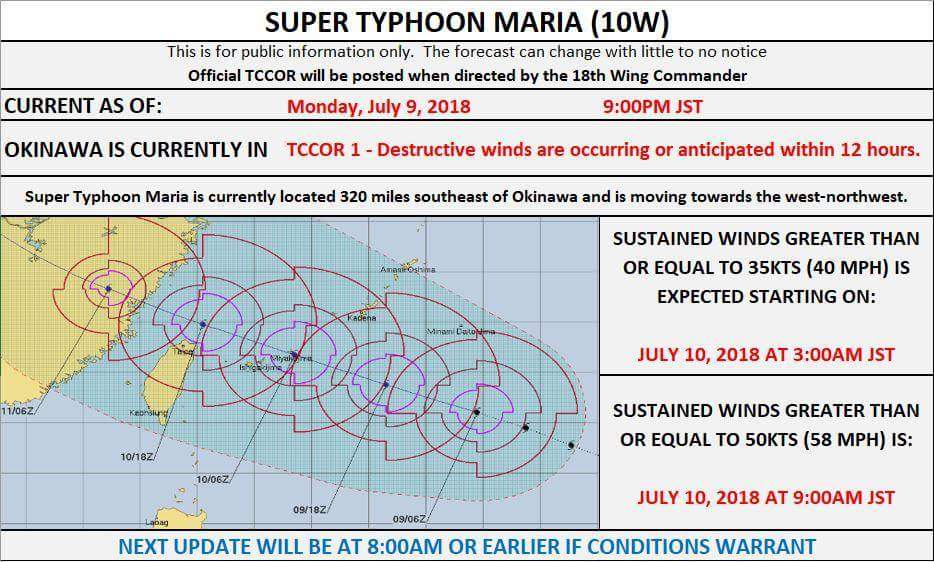 SUPER TYPHOON MARIA (10W)
This is for public information only.  The forecast can change with little to no notice
Official TCCOR will be posted when directed by the 18th Wing Commander
CURRENT AS OF: Monday, July 9, 2018 9:00PM JST
OKINAWA IS CURRENTLY IN TCCOR 1 - Destructive winds are occurring or anticipated within 12 hours.
Super Typhoon Maria is currently located 320 miles southeast of Okinawa and is moving towards the west-northwest.
Amami Oshima
Kadena
Minami Daito Jima
Taipei
Miyakojima
Ishigakijima
Kaohsiung
11/06Z
10/18Z
10/06Z
09/18Z
09/06Z
Laoag
SUSTAINED WINDS GREATER THAN
OR EQUAL TO 35KTS (40 MPH) IS
EXPECTED STARTING ON:
JULY 10, 2018 AT 3:00AM JST
SUSTAINED WINDS GREATER THAN
OR EQUAL TO 50KTS (58 MPH) IS:
JULY 10, 2018 AT 9:00AM JST
NEXT UPDATE WILL BE AT 8:00AM OR EARLIER IF CONDITIONS WARRANT